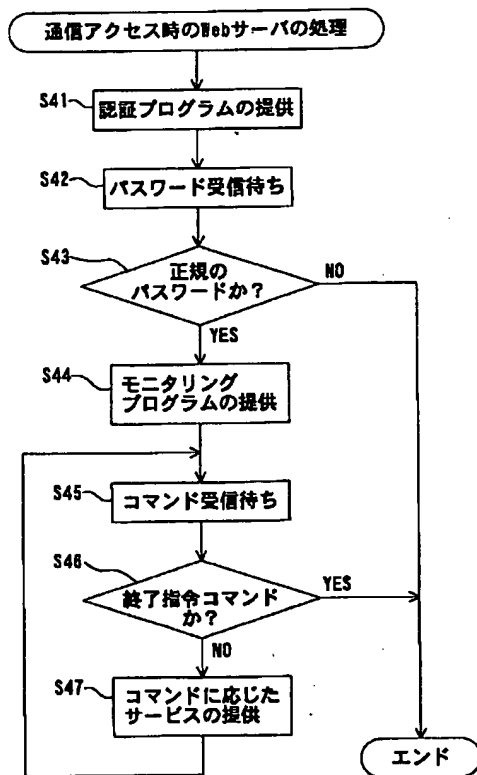 通信アクセス時のWebサーバの処理
S41
認証プログラムの提供
S42
パスワード受信待ち
S43
正規の
パスワードか?
NO
YES
S44
モニタリング
プログラムの提供
S45
コマンド受信待ち
S46
終了指令コマンド
か?
YES
NO
S47
コマンドに応じた
サービスの提供
エンド